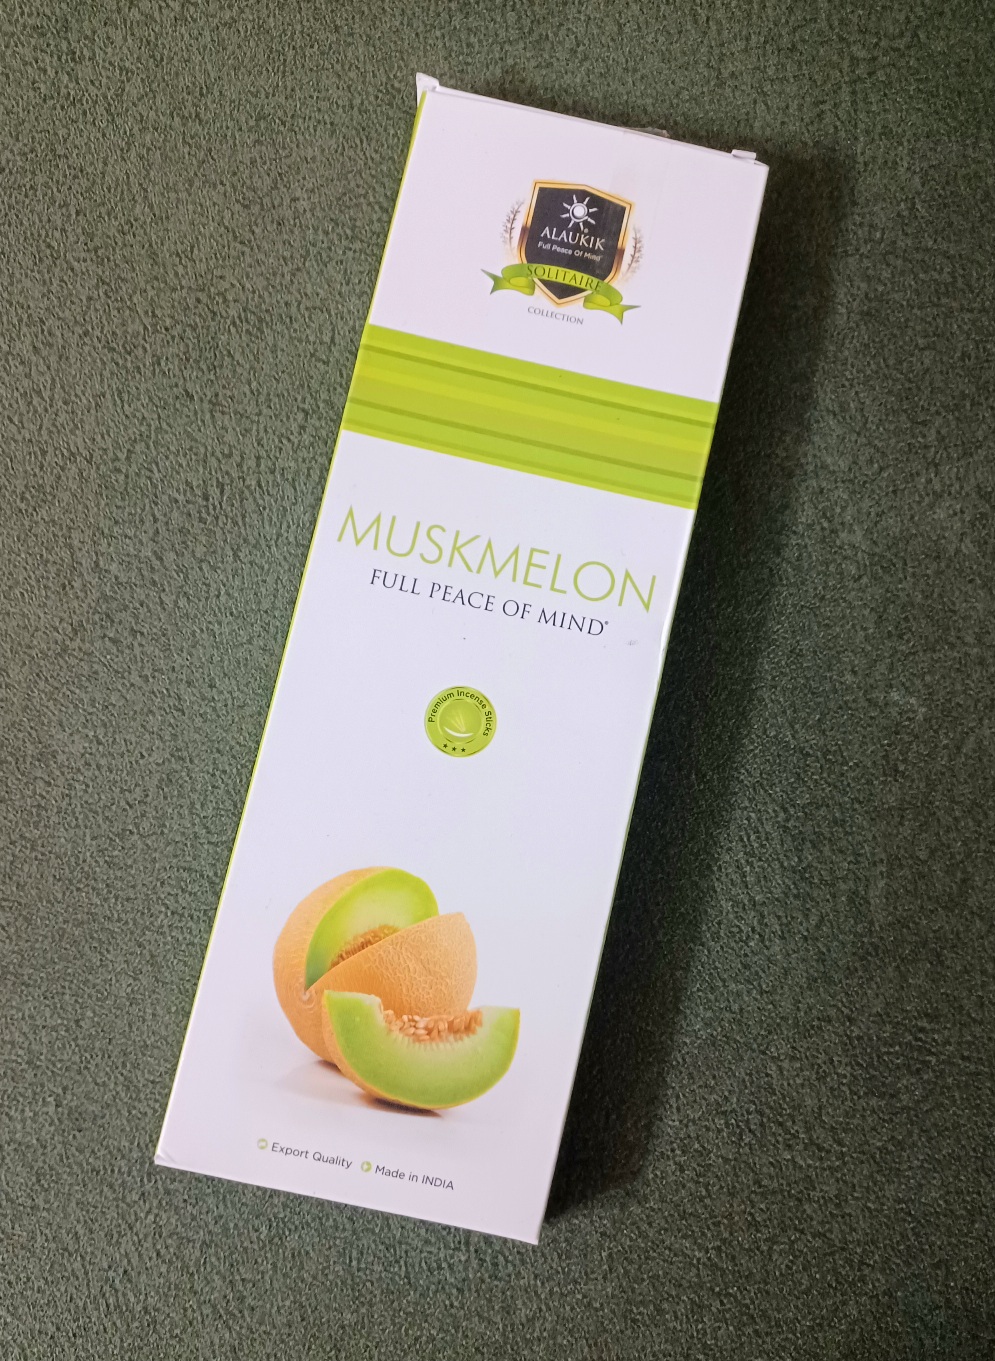 ALAUKIK
Full Peace Of Mind®
SOLITAIRE
COLLECTION
MUSKMELON
FULL PEACE OF MIND®
Premium Incense Sticks
Export Quality Made in INDIA